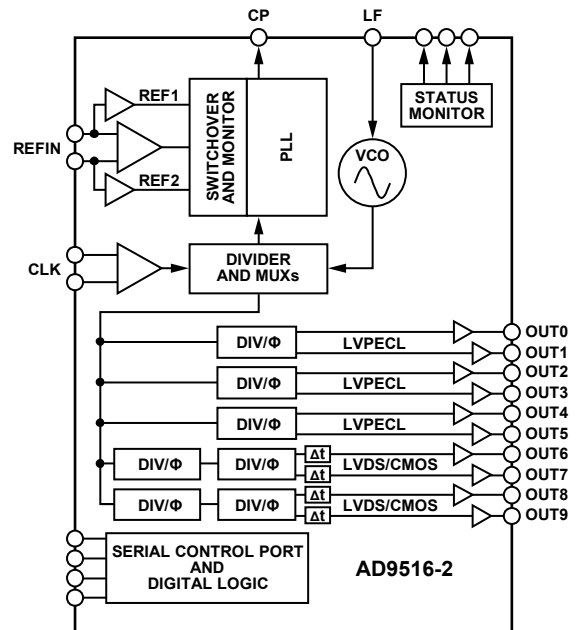 CP
LF
REF1
REF2
REFIN
SWITCHOVER
AND MONITOR
PLL
STATUS
MONITOR
VCO
CLK
DIVIDER
AND MUXs
DIV/Φ
LVPECL
OUT0
OUT1
DIV/Φ
LVPECL
OUT2
OUT3
DIV/Φ
LVPECL
OUT4
OUT5
DIV/Φ
DIV/Φ
Δt
Δt
LVDS/CMOS
OUT6
OUT7
DIV/Φ
DIV/Φ
Δt
Δt
LVDS/CMOS
OUT8
OUT9
SERIAL CONTROL PORT
AND
DIGITAL LOGIC
AD9516-2